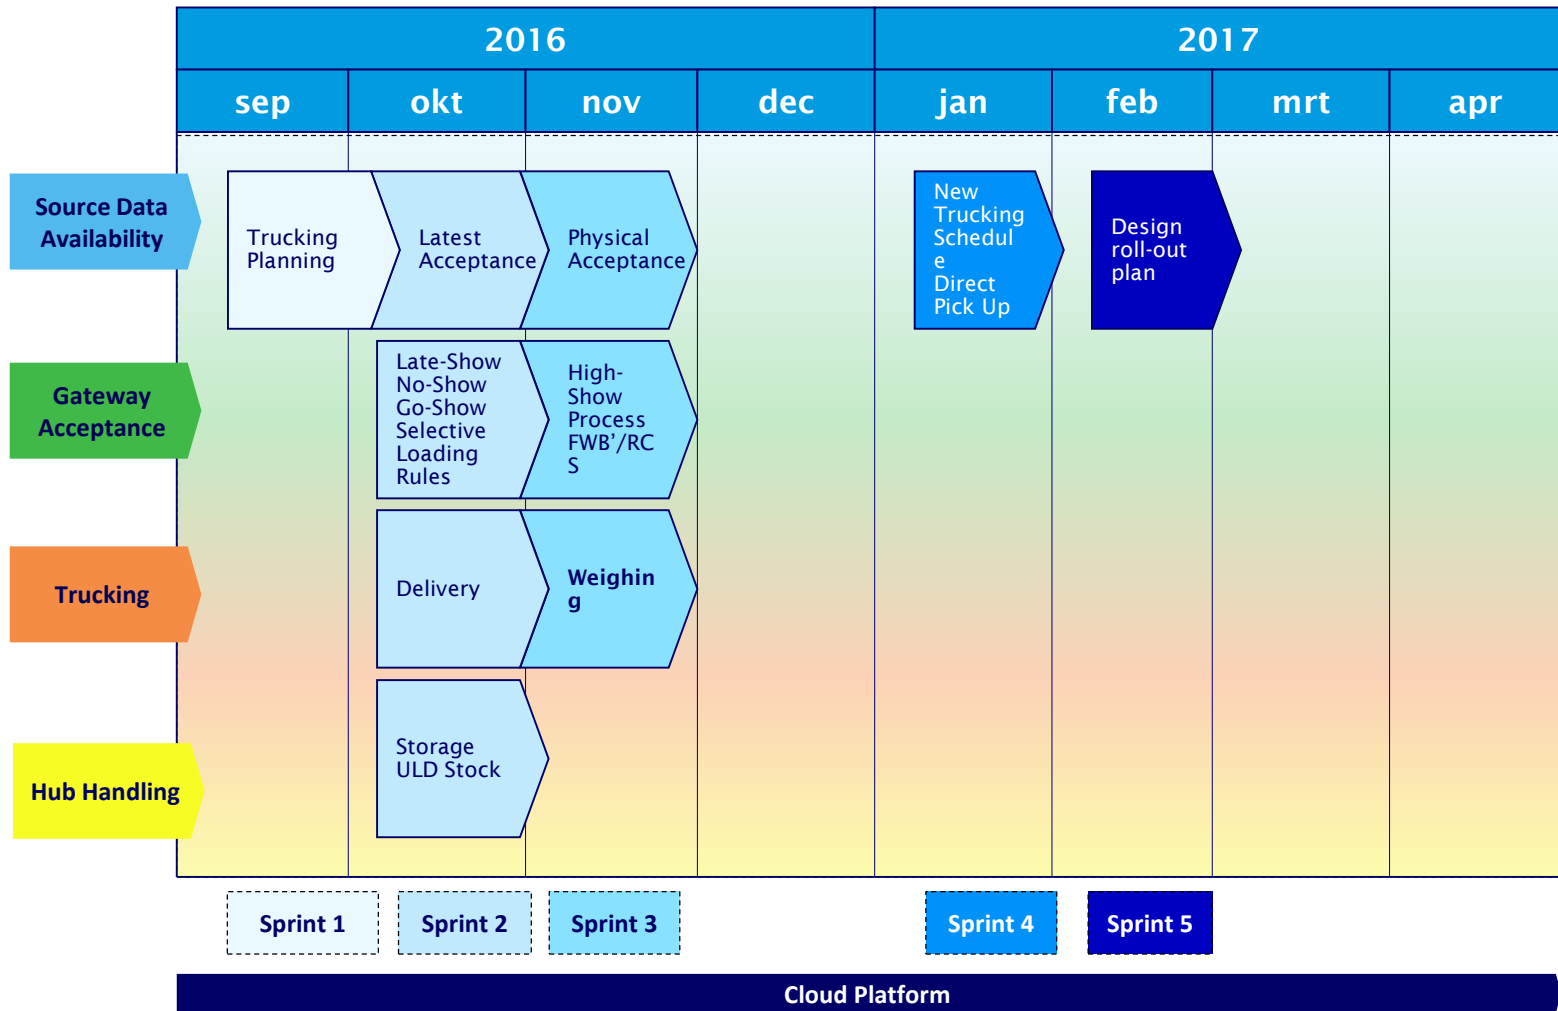 2016
2017
sep
okt
nov
dec
jan
feb
mrt
apr
Source Data
Availability
Trucking
Planning
Latest
Acceptance
Physical
Acceptance
New
Trucking
Schedul
e
Direct
Pick Up
Design
roll-out
plan
Gateway
Acceptance
Late-Show
No-Show
Go-Show
Selective
Loading
Rules
High-
Show
Process
FWB'/RC
S
Trucking
Delivery
Weighin
g
Hub Handling
Storage
ULD Stock
Sprint 1
Sprint 2
Sprint 3
Sprint 4
Sprint 5
Cloud Platform